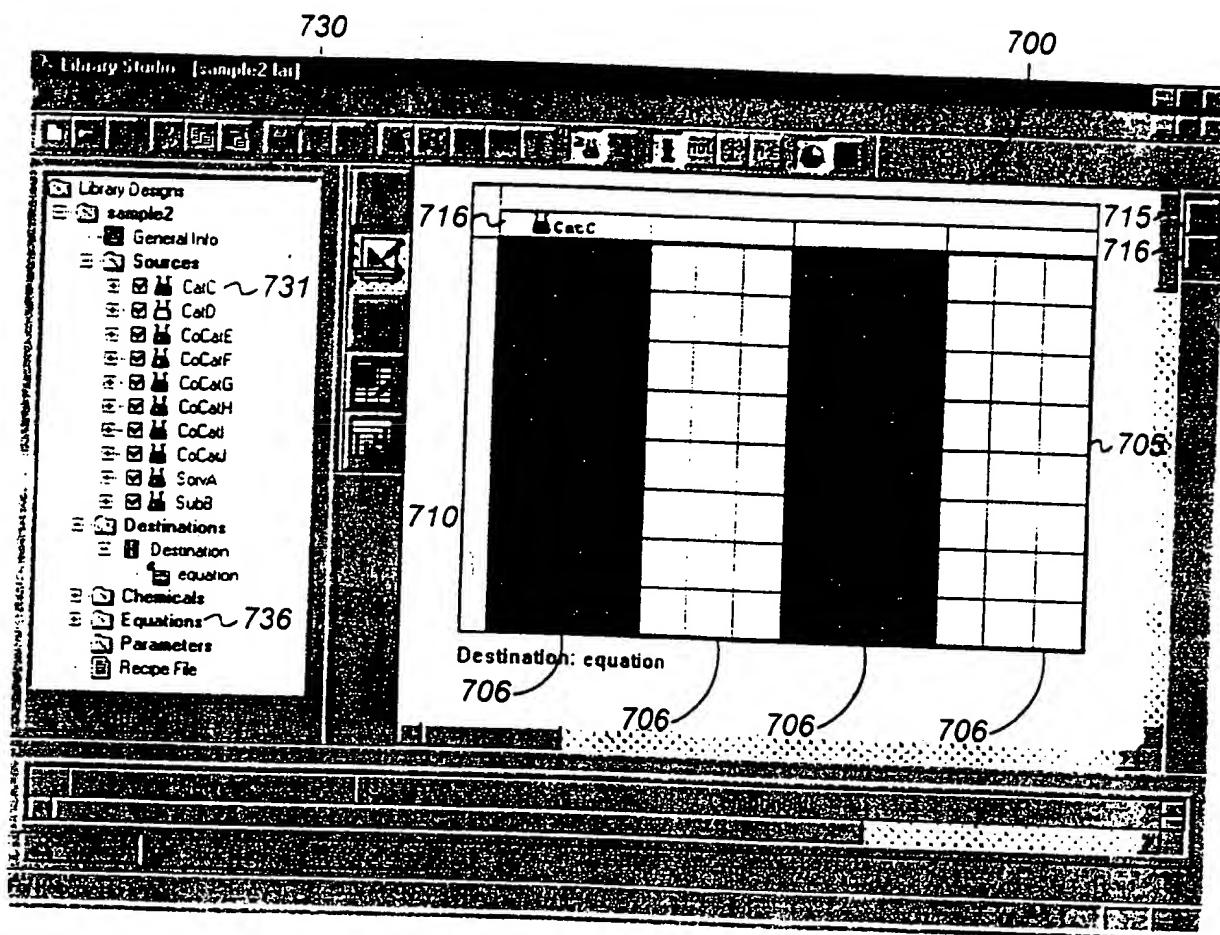 730
700
Library Studio [sample2.lar]
Library Designs
sample2
General Info
Sources
CatC
731
CatD
CoCatE
CoCatF
CoCatG
CoCatH
CoCatI
CoCatJ
SorvA
SubB
Destinations
Destination
equation
Chemicals
Equations
736
Parameters
Recipe File
716
CatC
715
716
705
710
Destination: equation
706
706
706
706